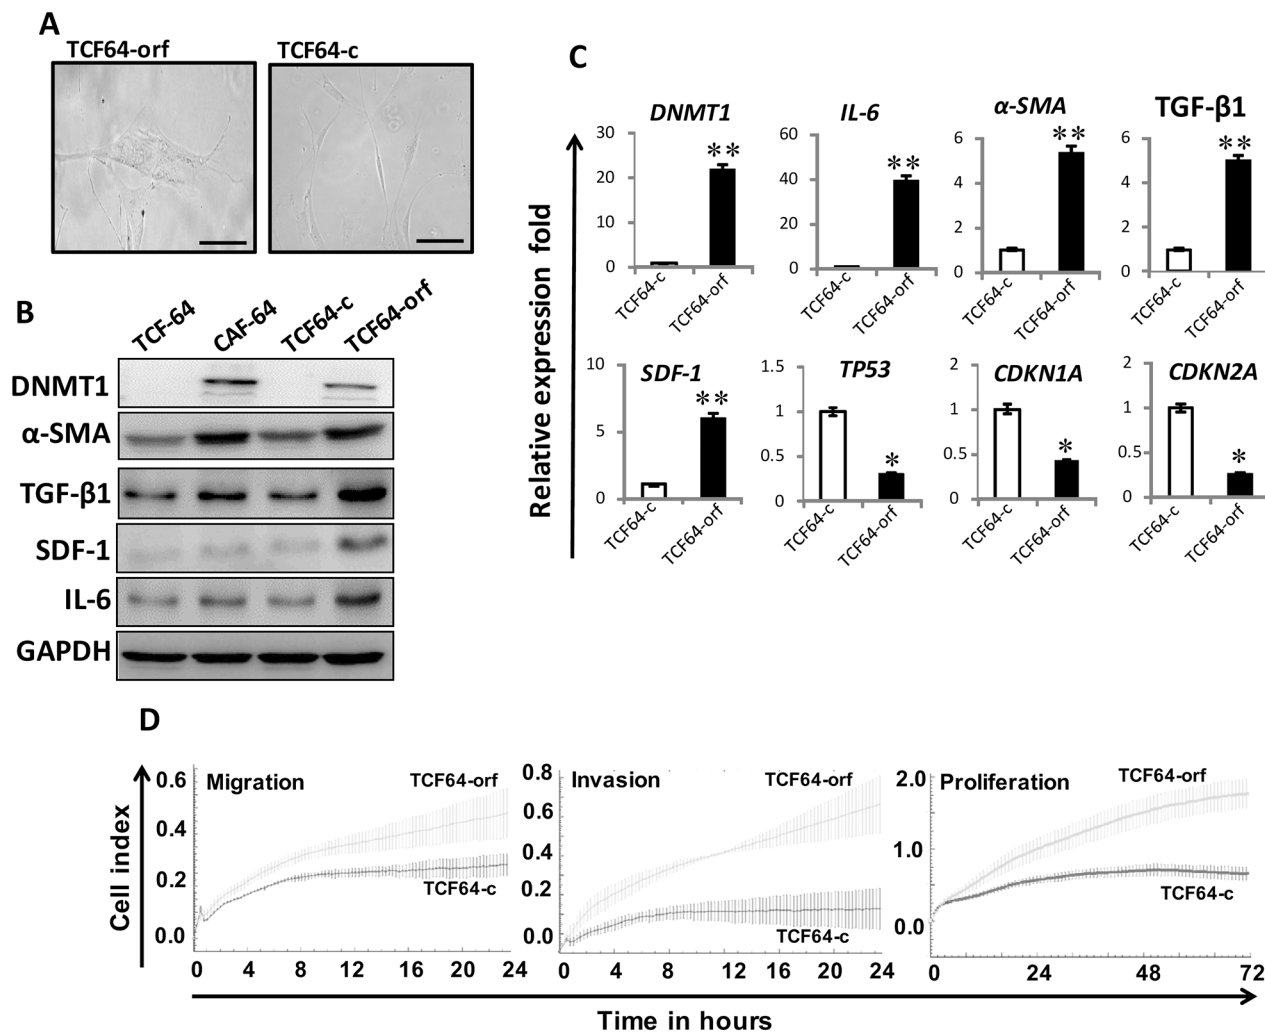 A
TCF64-orf
TCF64-c
B
TCF-64
CAF-64
TCF64-c
TCF64-orf
DNMT1
α-SMA
TGF-β1
SDF-1
IL-6
GAPDH
C
Relative expression fold
DNMT1
30
20
10
0
**
TCF64-c
TCF64-orf
IL-6
60
40
20
0
**
TCF64-c
TCF64-orf
α-SMA
6
4
2
0
**
TCF64-c
TCF64-orf
TGF-β1
6
4
2
0
**
TCF64-c
TCF64-orf
SDF-1
10
5
0
**
TCF64-c
TCF64-orf
TP53
1.5
1
0.5
0
*
TCF64-c
TCF64-orf
CDKN1A
2
1
0.5
0
*
TCF64-c
TCF64-orf
CDKN2A
2
1
0.5
0
*
TCF64-c
TCF64-orf
D
Cell index
Migration
TCF64-orf
TCF64-c
0.6
0.4
0.2
0.0
0 4 8 12 16 20 24
Invasion
TCF64-orf
TCF64-c
0.8
0.6
0.4
0.2
0.0
0 4 8 12 16 20 24
Proliferation
TCF64-orf
TCF64-c
2.0
1.0
0.0
0 24 48 72
Time in hours